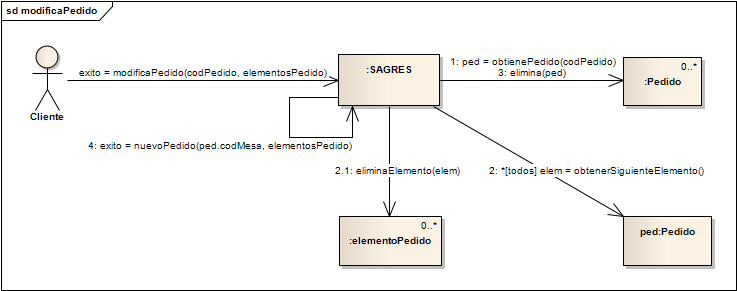 sd modificaPedido
Cliente
exito = modificaPedido(codPedido, elementosPedido)
:SAGRES
1: ped = obtienePedido(codPedido)
3: elimina(ped)
0..*
:Pedido
4: exito = nuevoPedido(ped.codMesa, elementosPedido)
2.1: eliminaElemento(elem)
2: *[todos] elem = obtenerSiguienteElemento()
0..*
:elementoPedido
ped:Pedido